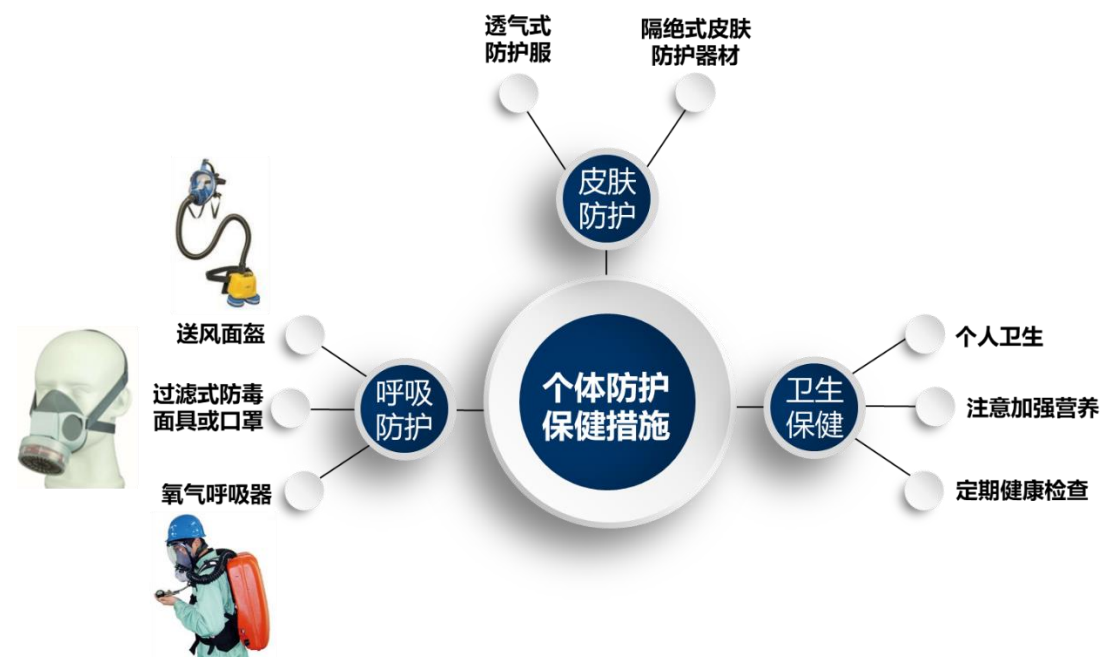 透气式
防护服
隔绝式皮肤
防护器材
皮肤
防护
送风面盔
过滤式防毒
面具或口罩
氧气呼吸器
呼吸
防护
个体防护
保健措施
卫生
保健
个人卫生
注意加强营养
定期健康检查